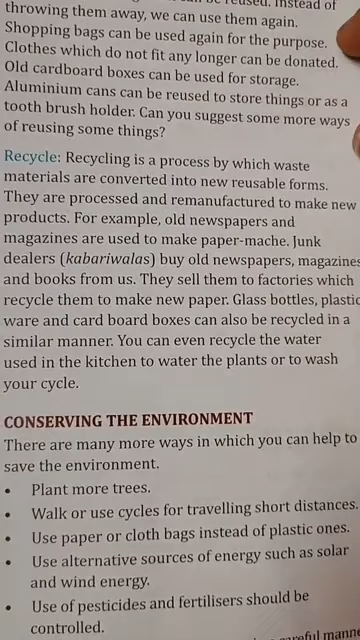 be reused. Instead of
throwing them away, we can use them again.
Shopping bags can be used again for the purpose.
Clothes which do not fit any longer can be donated.
Old cardboard boxes can be used for storage.
Aluminium cans can be reused to store things or as a
tooth brush holder. Can you suggest some more ways
of reusing some things?
Recycle: Recycling is a process by which waste
materials are converted into new reusable forms.
They are processed and remanufactured to make new
products. For example, old newspapers and
magazines are used to make paper-mache. Junk
dealers (kabariwalas) buy old newspapers, magazines
and books from us. They sell them to factories which
recycle them to make new paper. Glass bottles, plastic
ware and card board boxes can also be recycled in a
similar manner. You can even recycle the water
used in the kitchen to water the plants or to wash
your cycle.
CONSERVING THE ENVIRONMENT
There are many more ways in which you can help to
save the environment.
• Plant more trees.
• Walk or use cycles for travelling short distances.
• Use paper or cloth bags instead of plastic ones.
• Use alternative sources of energy such as solar
and wind energy.
• Use of pesticides and fertilisers should be
controlled.
careful manne